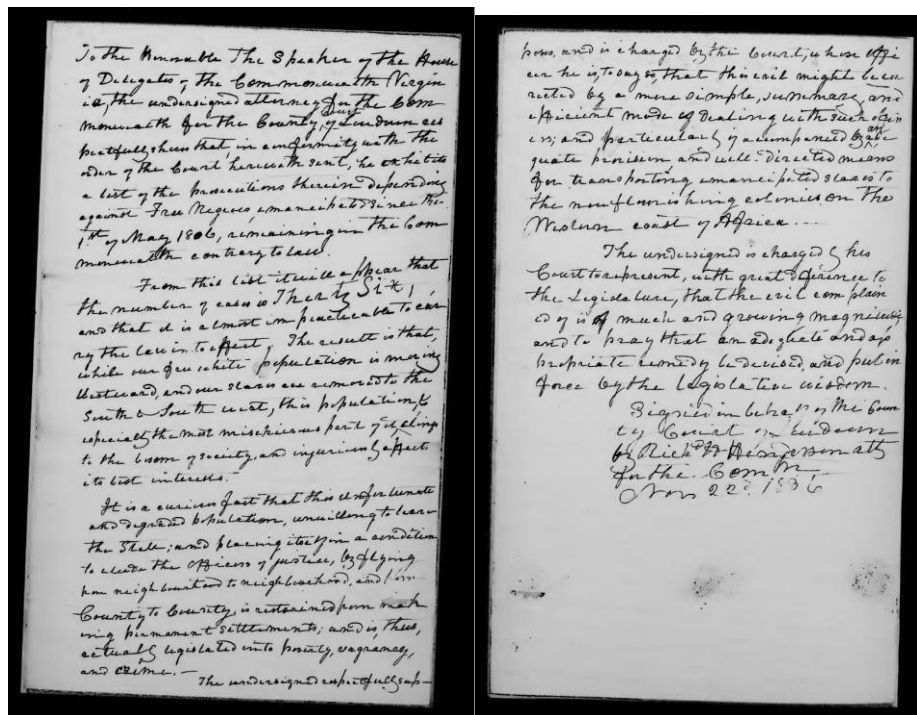 To the Honorable The Speaker of the House
of Delegates of the Commonwealth Virgin
ia, the undersigned attorney for the Com
monwealth for the County Court of Loudoun res
pectfully shews that in conformity with the
order of the Court herewith sent, he exhibits
a list of the prosecutions therein depending
against Free Negroes, emancipated since the
1st of May 1806, remaining in the Com
monwealth contrary to law.
From this list it will appear that
the number of cases is Thirty Six,
and that it is almost impracticable to car
ry the law into effect. The result is that,
while our free white population is moving
Westward, and our slaves are removed to the
South & South west, this population, &
especially the most mischievous part of it, clings
to the bosom of society, and injuriously affects
its best interests.
It is a curious fact that this unfortunate
and degraded population, unwilling to leave
the State; and placing itself in a condition
to elude the officers of justice, by flying
from neighbourhood to neighbourhood, and from
County to County, is restrained from mak
ing permanent settlements; and is, thus,
actually legislated into poverty, vagrancy,
and crime. —
The undersigned respectfully sup-
poses, and is charged by the Court, whose offi
cer he is, to say so, that this evil might be cor
rected by a more simple, summary and
efficient mode of dealing with such
and particularly if accompanied by an ade
quate provision and well directed means
for transporting emancipated slaves to
the now flourishing colonies on the
Western coast of Africa ...
The undersigned is charged by his
Court to represent, with great deference to
the Legislature, that the evil complain
ed of is of much and growing magnitude
and to pray that an adequate and ap
propriate remedy be devised, and put in
force by the legislative wisdom.
Signed in behalf of the Coun
ty Court of Loudoun
by Richd H Henderson atty
for the Comm
Nov 22d 1836